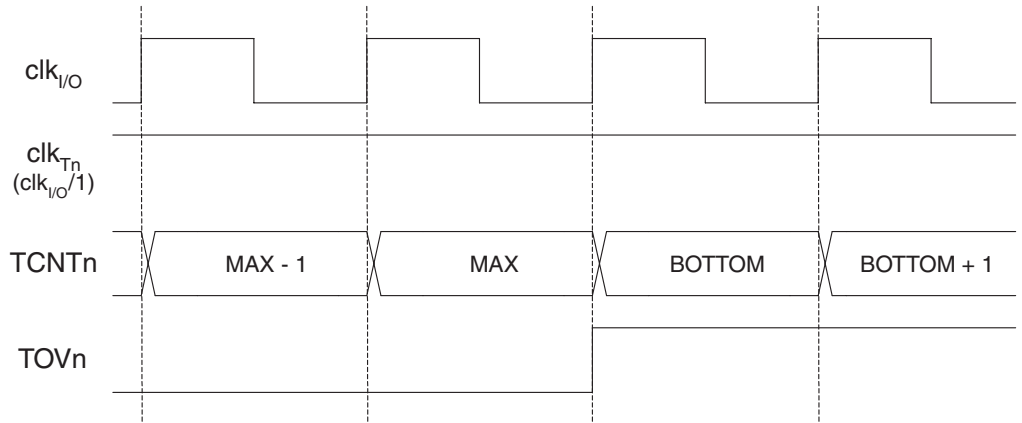 clkI/O
clkTn
(clkI/O/1)
TCNTn
MAX - 1
MAX
BOTTOM
BOTTOM + 1
TOVn